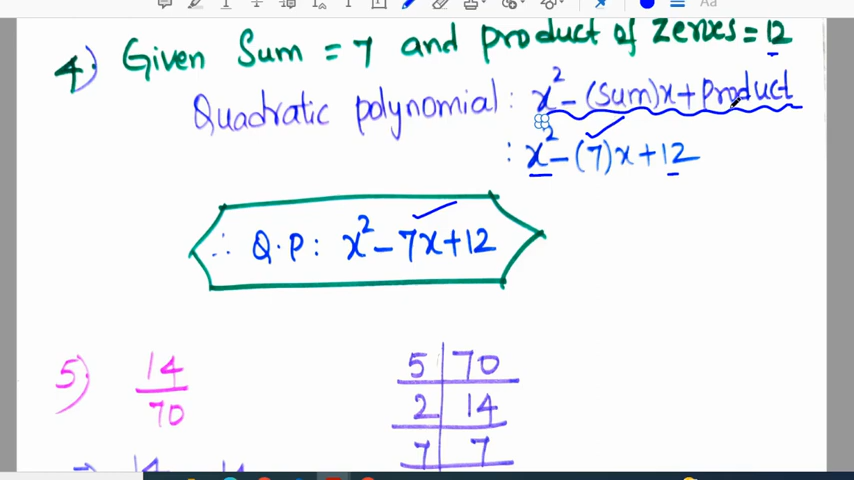 4) Given Sum = 7 and product of zeroes = 12
Quadratic polynomial : x² - (Sum)x + Product
: x² - (7)x + 12
∴ Q.P : x² - 7x + 12
5) 14/70
5 | 70
2 | 14
7 | 7